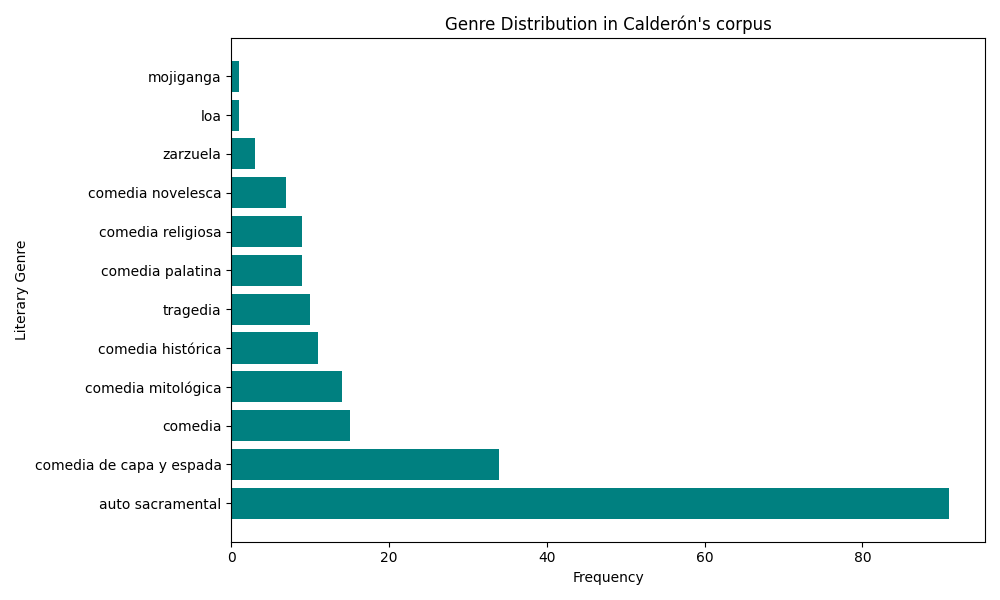 Genre Distribution in Calderón's corpus
Literary Genre
mojiganga
loa
zarzuela
comedia novelesca
comedia religiosa
comedia palatina
tragedia
comedia histórica
comedia mitológica
comedia
comedia de capa y espada
auto sacramental
0 20 40 60 80
Frequency